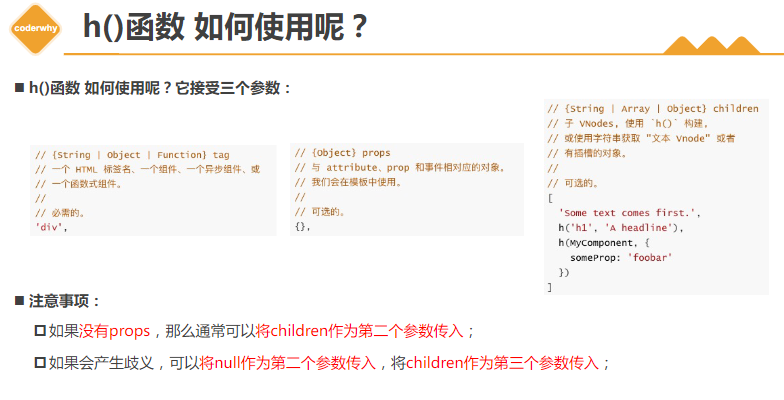 coderwhy
h()函数 如何使用呢？
h()函数 如何使用呢？它接受三个参数：
// {String | Object | Function} tag
// 一个 HTML 标签名、一个组件、一个异步组件、或
// 一个函数式组件。
//
// 必需的。
'div',
// {Object} props
// 与 attribute、prop 和事件相对应的对象。
// 我们会在模板中使用。
//
// 可选的。
{},
// {String | Array | Object} children
// 子 VNodes, 使用 `h()` 构建,
// 或使用字符串获取 "文本 Vnode" 或者
// 有插槽的对象。
//
// 可选的。
[
'Some text comes first.',
h('h1', 'A headline'),
h(MyComponent, {
someProp: 'foobar'
})
]
注意事项：
如果没有props，那么通常可以将children作为第二个参数传入；
如果会产生歧义，可以将null作为第二个参数传入，将children作为第三个参数传入；